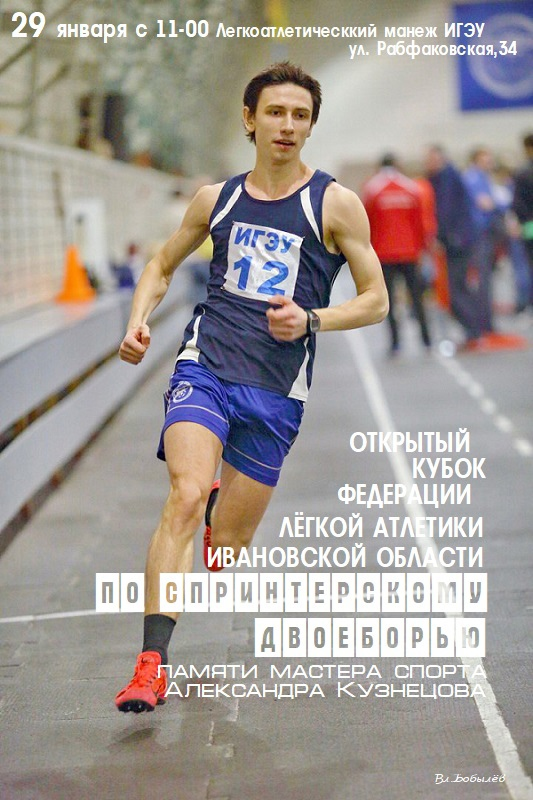 29 января с 11-00 Легкоатлетическкий манеж ИГЭУ
ул. Рабфаковская,34
ИГЭУ
12
ОТКРЫТЫЙ
КУБОК
ФЕДЕРАЦИИ
ЛЁГКОЙ АТЛЕТИКИ
ИВАНОВСКОЙ ОБЛАСТИ
ПО СПРИНТЕРСКОМУ
ДВОЕБОРЬЮ
ПАМЯТИ МАСТЕРА СПОРТА
АЛЕКСАНДРА КУЗНЕЦОВА
Вл.Бобылёв